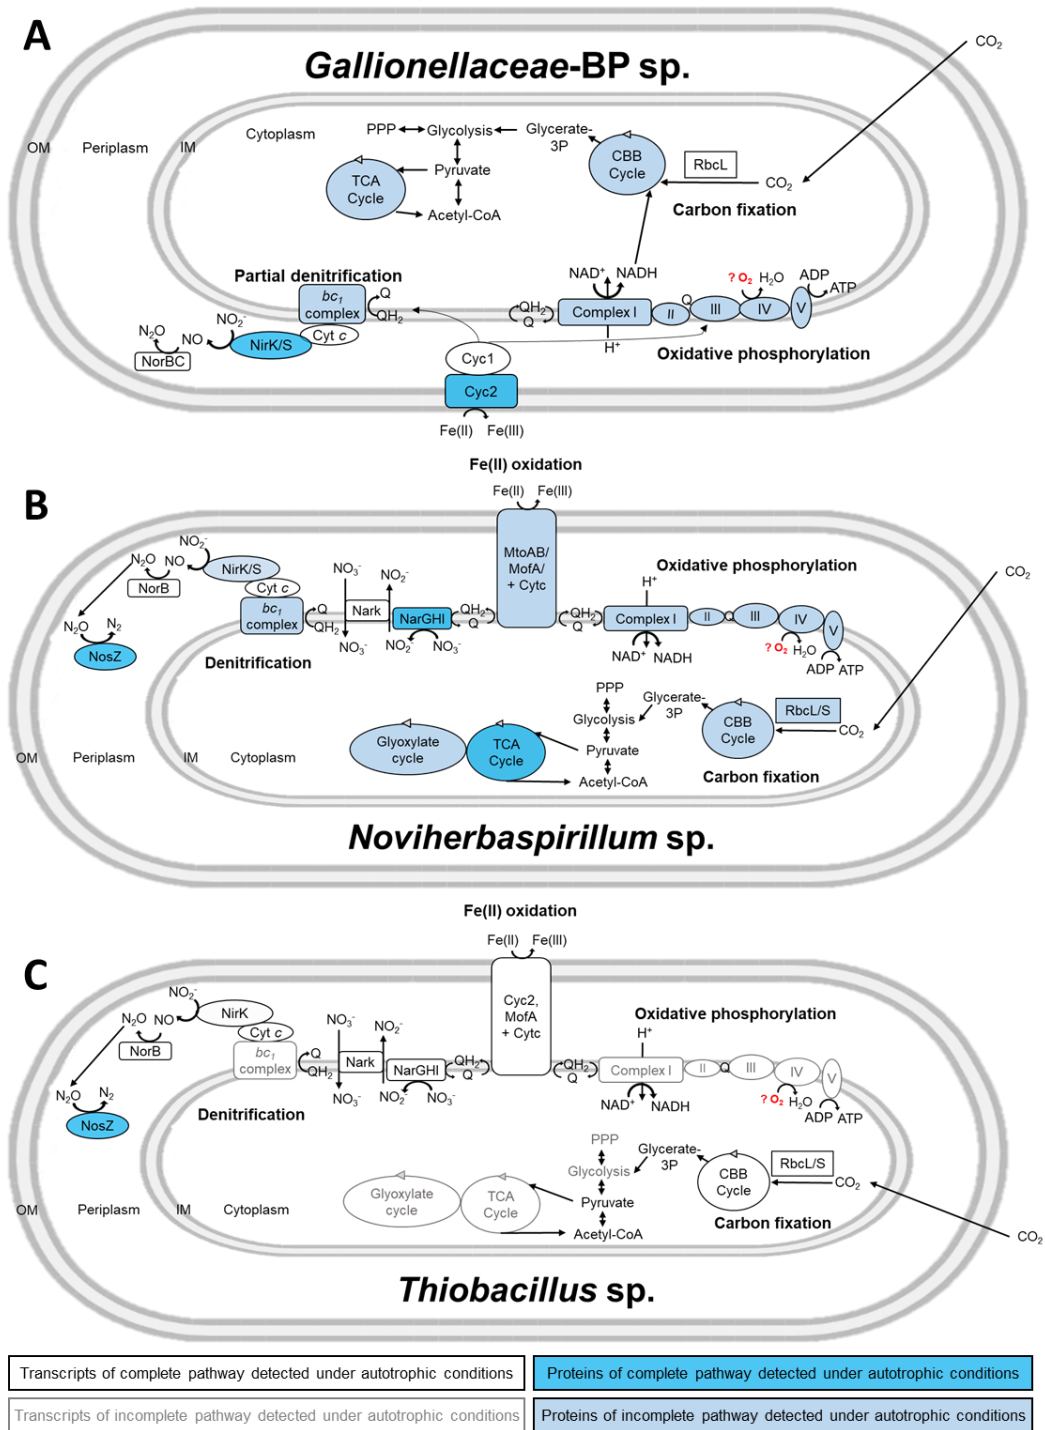 A
Gallionellaceae-BP sp.
CO2
OM
Periplasm
IM
Cytoplasm
PPP
Glycolysis
Glycerate-
3P
CBB
Cycle
RbcL
CO2
TCA
Cycle
Pyruvate
Acetyl-CoA
Carbon fixation
Partial denitrification
bc1
complex
Q
QH2
NO2-
N2O
NO
NorBC
NirK/S
Cyt c
QH2
Q
NAD+
NADH
Complex I
H+
II
Q
III
IV
V
? O2
H2O
ADP
ATP
Oxidative phosphorylation
Cyc1
Cyc2
Fe(II)
Fe(III)
Fe(II) oxidation
B
Fe(II)
Fe(III)
MtoAB/
MofA/
+ Cytc
NO2-
N2O
NO
NorB
NirK/S
Cyt c
bc1
complex
N2O
N2
NosZ
Q
QH2
NO3-
Nark
NO3-
NO2-
NarGHI
NO2-
NO3-
QH2
Q
Denitrification
QH2
Q
Oxidative phosphorylation
H+
Complex I
NAD+
NADH
II
Q
III
IV
V
? O2
H2O
ADP
ATP
CO2
PPP
Glycolysis
Glycerate-
3P
CBB
Cycle
RbcL/S
CO2
Pyruvate
Acetyl-CoA
Carbon fixation
Glyoxylate
cycle
TCA
Cycle
OM
Periplasm
IM
Cytoplasm
Noviherbaspirillum sp.
Fe(II) oxidation
C
Fe(II)
Fe(III)
Cyc2,
MofA
+ Cytc
NO2-
N2O
NO
NorB
NirK
Cyt c
bc1
complex
N2O
N2
NosZ
Q
QH2
NO3-
Nark
NO3-
NO2-
NarGHI
NO2-
NO3-
QH2
Q
Denitrification
QH2
Q
Oxidative phosphorylation
H+
Complex I
NAD+
NADH
II
Q
III
IV
V
? O2
H2O
ADP
ATP
PPP
Glycolysis
Glycerate-
3P
CBB
Cycle
RbcL/S
CO2
Pyruvate
Acetyl-CoA
Carbon fixation
Glyoxylate
cycle
TCA
Cycle
OM
Periplasm
IM
Cytoplasm
CO2
Thiobacillus sp.
Transcripts of complete pathway detected under autotrophic conditions
Proteins of complete pathway detected under autotrophic conditions
Transcripts of incomplete pathway detected under autotrophic conditions
Proteins of incomplete pathway detected under autotrophic conditions